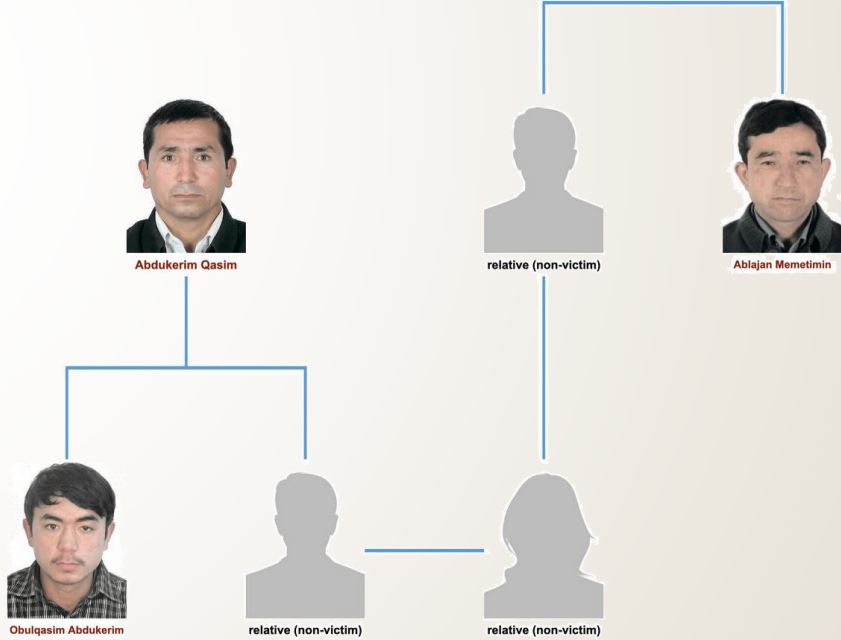 Abdukerim Qasim
relative (non-victim)
Ablajan Memetimin
Obulqasim Abdukerim
relative (non-victim)
relative (non-victim)